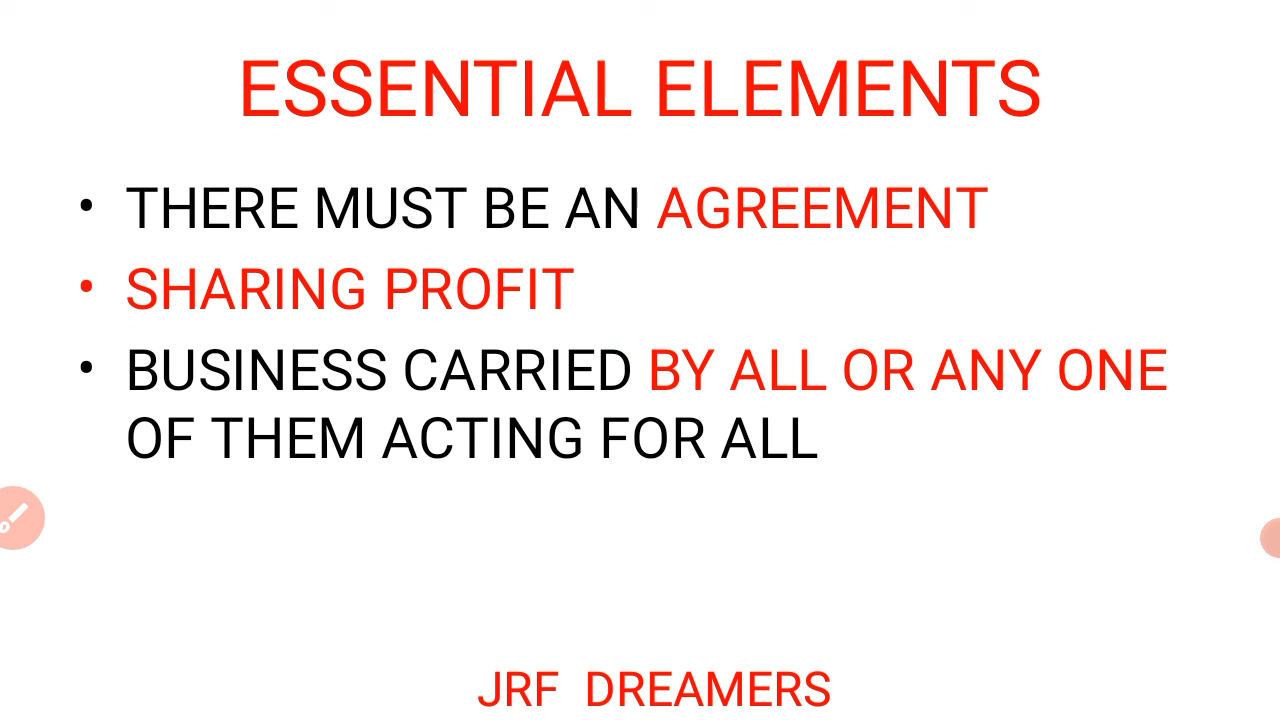 ESSENTIAL ELEMENTS
• THERE MUST BE AN AGREEMENT
• SHARING PROFIT
• BUSINESS CARRIED BY ALL OR ANY ONE
OF THEM ACTING FOR ALL
JRF DREAMERS